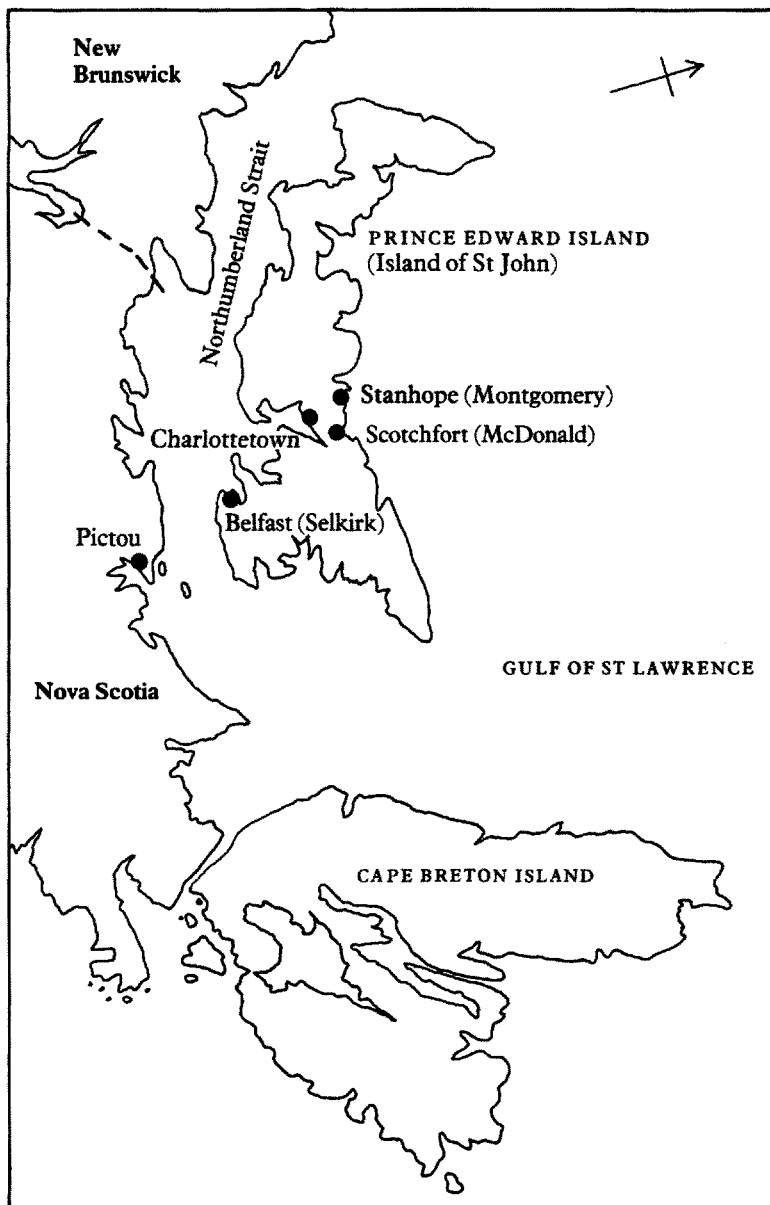 New
Brunswick
Northumberland Strait
PRINCE EDWARD ISLAND
(Island of St John)
Stanhope (Montgomery)
Charlottetown
Scotchfort (McDonald)
Belfast (Selkirk)
Pictou
GULF OF ST LAWRENCE
Nova Scotia
CAPE BRETON ISLAND